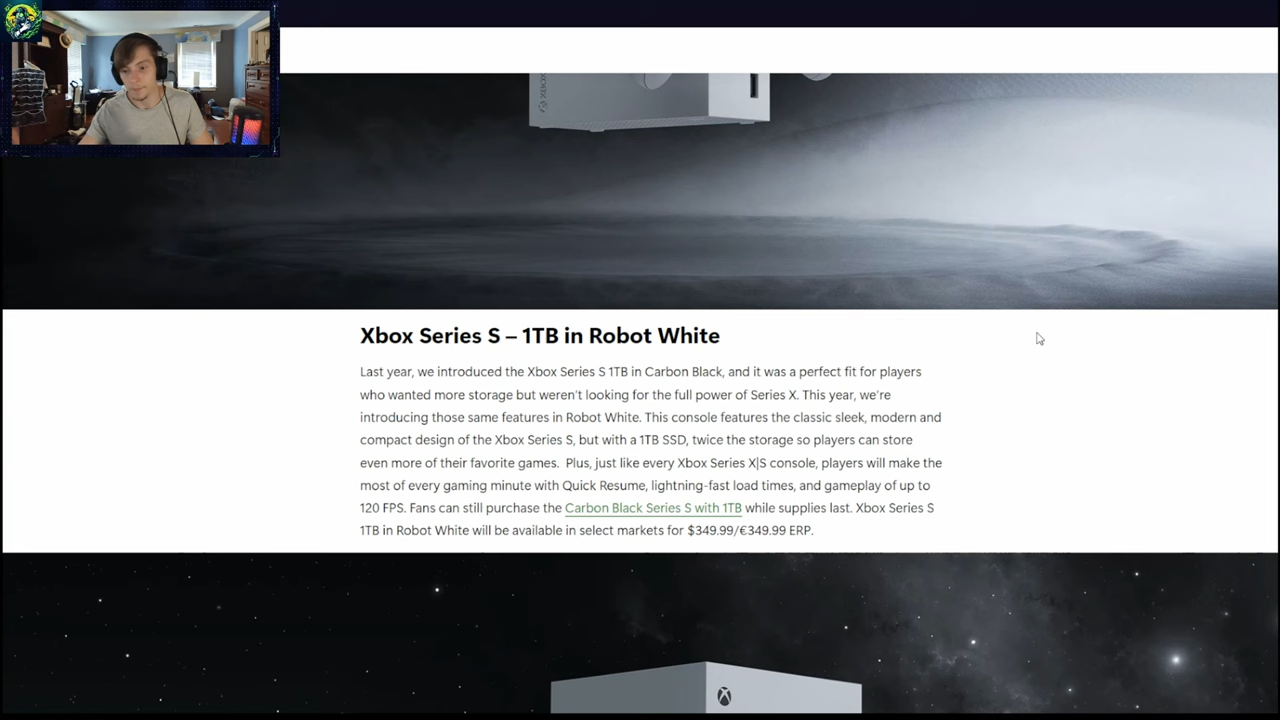 XBOX
Xbox Series S – 1TB in Robot White
Last year, we introduced the Xbox Series S 1TB in Carbon Black, and it was a perfect fit for players
who wanted more storage but weren't looking for the full power of Series X. This year, we're
introducing those same features in Robot White. This console features the classic sleek, modern and
compact design of the Xbox Series S, but with a 1TB SSD, twice the storage so players can store
even more of their favorite games.  Plus, just like every Xbox Series X|S console, players will make the
most of every gaming minute with Quick Resume, lightning-fast load times, and gameplay of up to
120 FPS. Fans can still purchase the Carbon Black Series S with 1TB while supplies last. Xbox Series S
1TB in Robot White will be available in select markets for $349.99/€349.99 ERP.